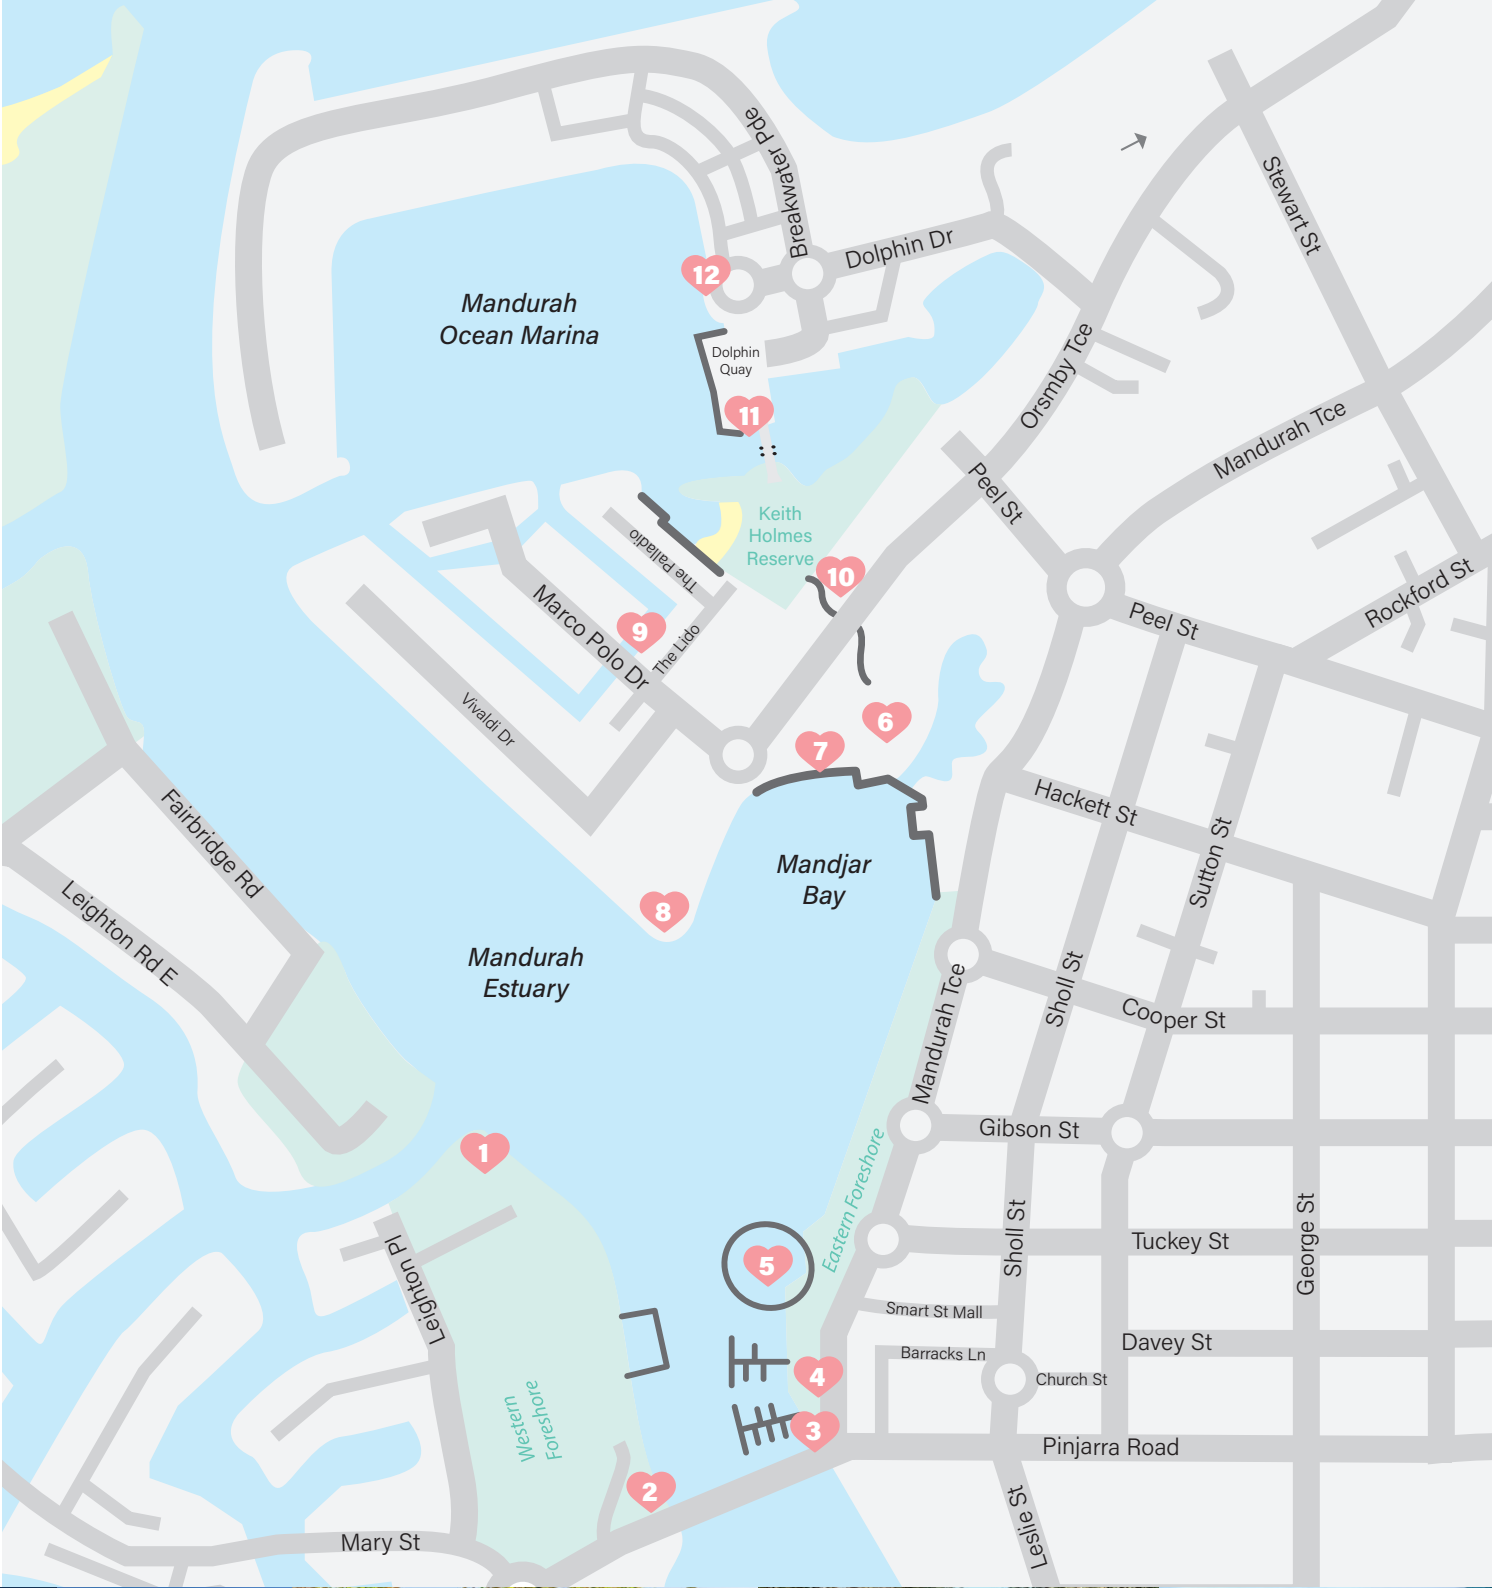 Breakwater Pde
Stewart St
Dolphin Dr
12
Mandurah
Ocean Marina
Dolphin
Quay
Orsmby Tce
11
Mandurah Tce
Peel St
Keith
Holmes
Reserve
The Palladio
10
Rockford St
Peel St
Marco Polo Dr
9
The Lido
Vivaldi Dr
6
7
Hackett St
Fairbridge Rd
Sutton St
Mandjar
Bay
Leighton Rd E
8
Mandurah
Estuary
Sholl St
Mandurah Tce
Cooper St
Gibson St
1
Eastern Foreshore
Sholl St
Tuckey St
George St
Leighton Pl
5
Smart St Mall
Davey St
Barracks Ln
4
Church St
Western
Foreshore
3
Pinjarra Road
2
Leslie St
Mary St